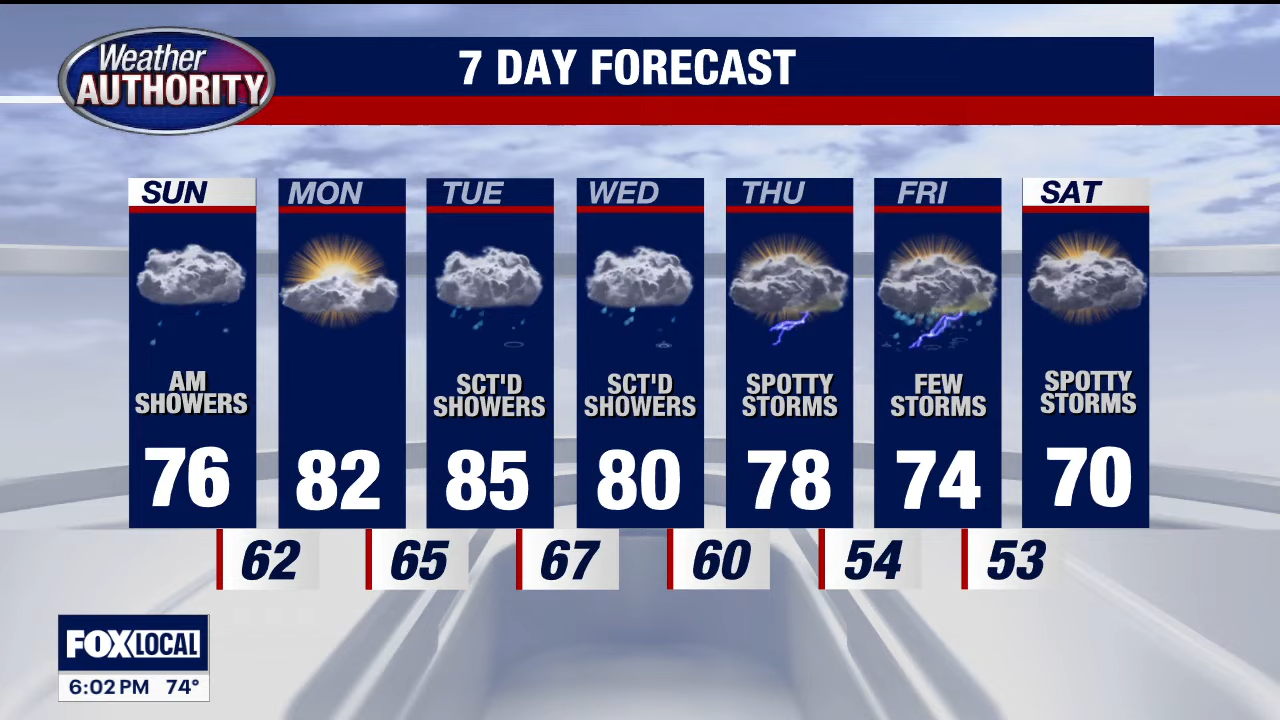 Weather
AUTHORITY
7 DAY FORECAST
SUN
MON
TUE
WED
THU
FRI
SAT
AM
SHOWERS
SCT'D
SHOWERS
SCT'D
SHOWERS
SPOTTY
STORMS
FEW
STORMS
SPOTTY
STORMS
76
82
85
80
78
74
70
62
65
67
60
54
53
FOX LOCAL
6:02 PM 74°